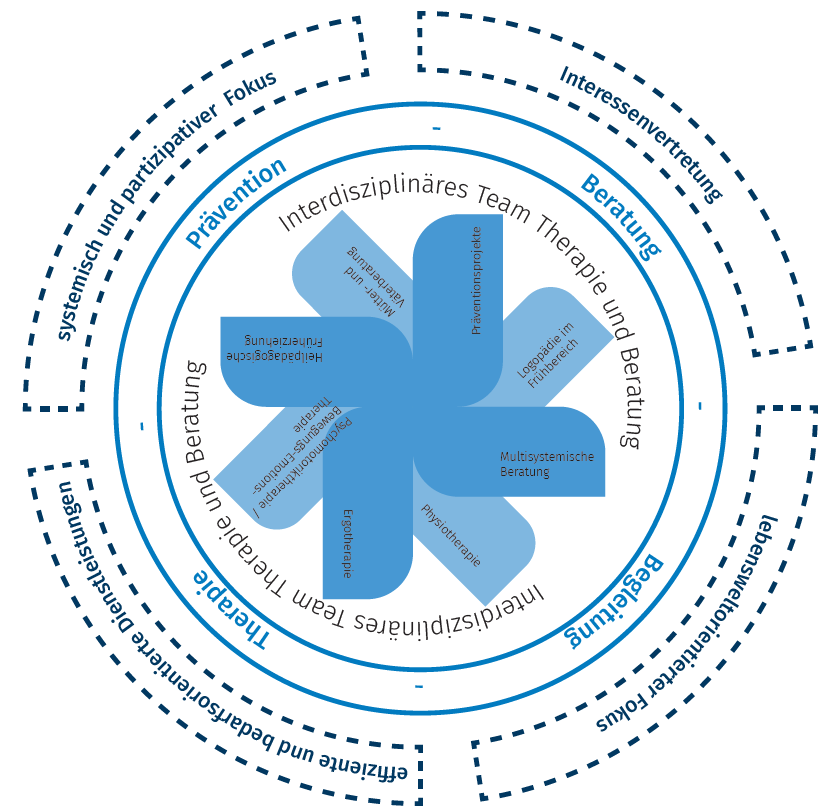 systemisch und partizipativer Fokus
Interessenvertretung
lebensweltorientierter Fokus
effiziente und bedarfsorientierte Dienstleistungen
Prävention
-
Beratung
-
Begleitung
-
Therapie
-
Interdisziplinäres Team Therapie und Beratung
Interdisziplinäres Team Therapie und Beratung
Präventionsprojekte
Logopädie im
Frühbereich
Multisystemische
Beratung
Physiotherapie
Ergotherapie
Psychomotoriktherapie /
Bewegungs-Emotions-
Therapie
Heilpädagogische
Früherziehung
Mütter- und
Väterberatung